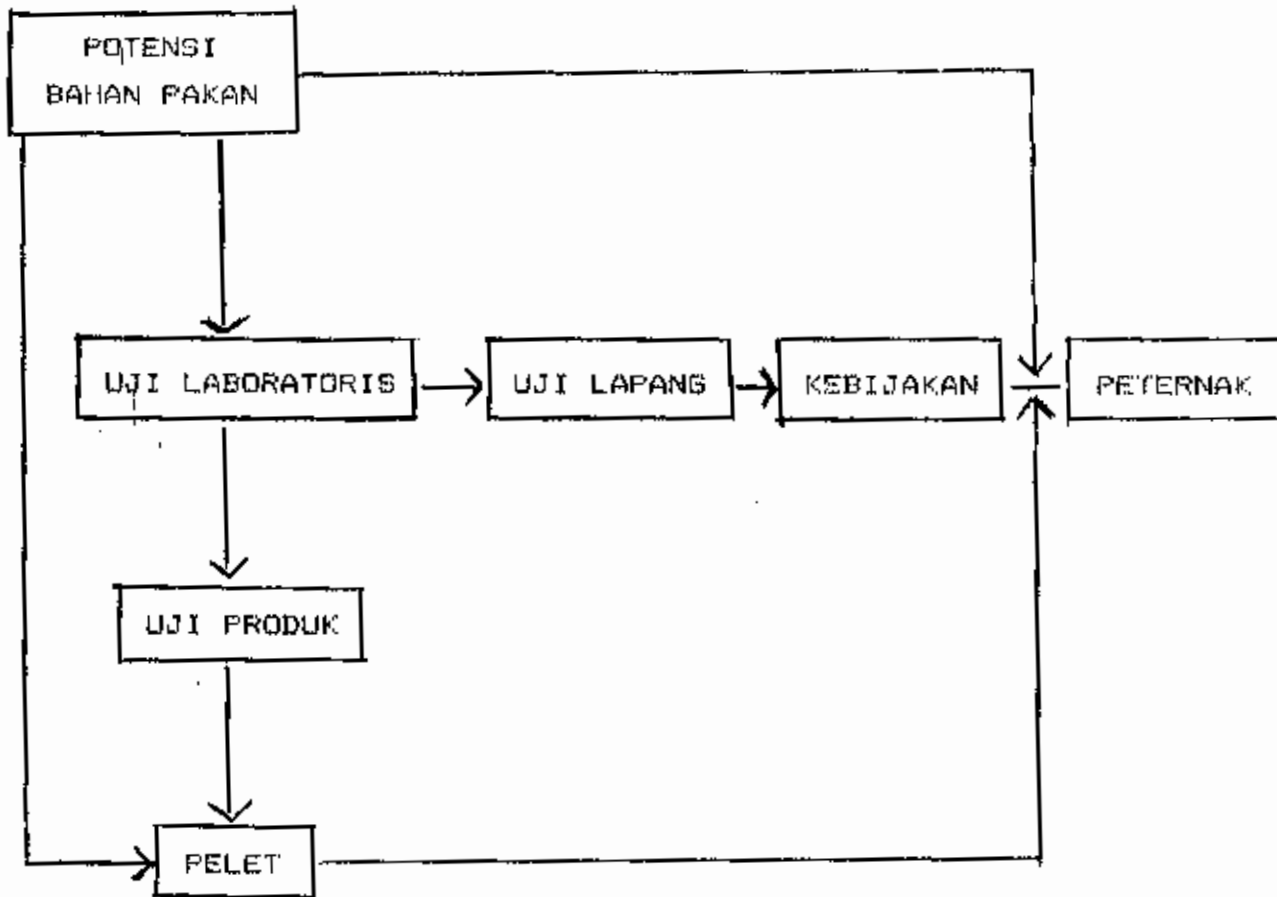 POTENSI
BAHAN PAKAN
UJI LABORATORIS
UJI LAPANG
KEBIJAKAN
PETERNAK
UJI PRODUK
PELET